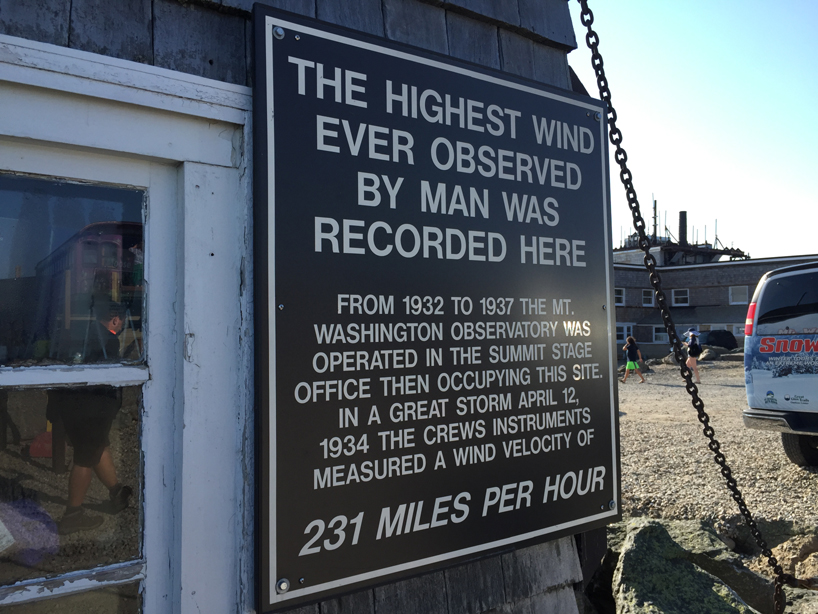 THE HIGHEST WIND
EVER OBSERVED
BY MAN WAS
RECORDED HERE
FROM 1932 TO 1937 THE MT.
WASHINGTON OBSERVATORY WAS
OPERATED IN THE SUMMIT STAGE
OFFICE THEN OCCUPYING THIS SITE.
IN A GREAT STORM APRIL 12,
1934 THE CREWS INSTRUMENTS
MEASURED A WIND VELOCITY OF
231 MILES PER HOUR
Snow